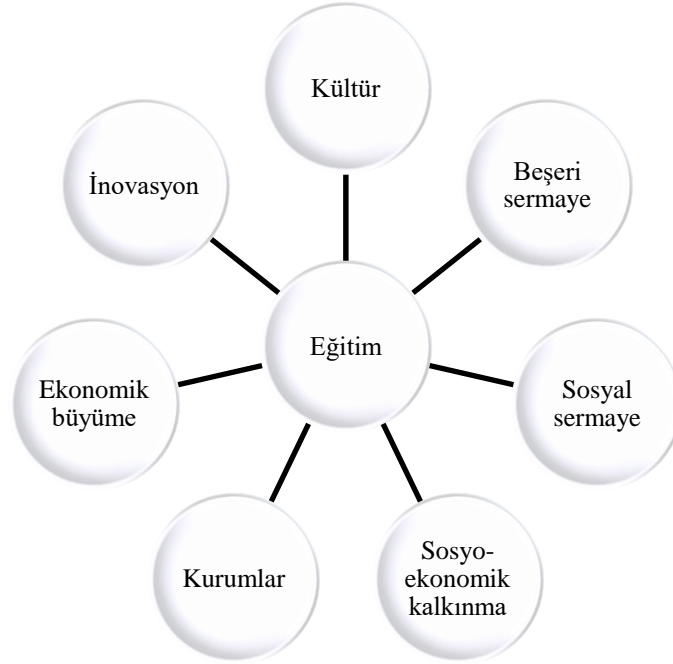 Kültür
Beşeri
sermaye
Sosyal
sermaye
Sosyo-
ekonomik
kalkınma
Kurumlar
Ekonomik
büyüme
İnovasyon
Eğitim